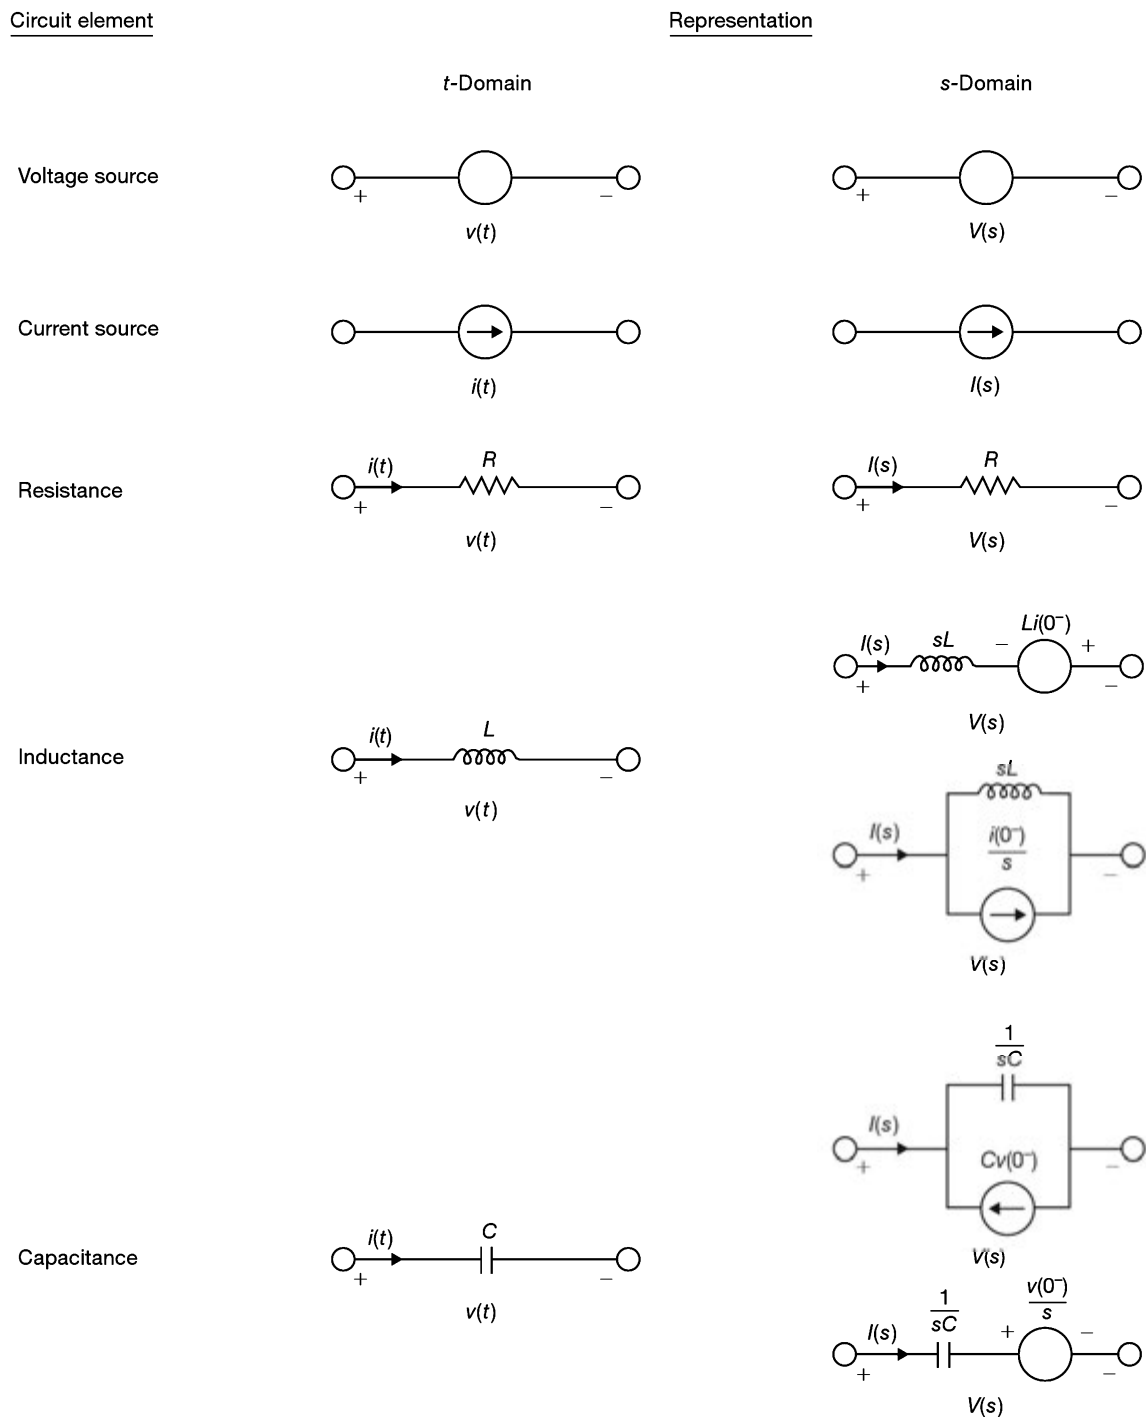 Circuit element Representation
t-Domain s-Domain
Voltage source
+ − + −
v(t) V(s)
Current source
i(t) I(s)
i(t) R I(s) R
Resistance
+ − + −
v(t) V(s)
Li(0−)
I(s) sL − +
+ −
V(s)
i(t) L
Inductance
+ −
v(t)
sL
I(s) i(0−)
s
+ −
V(s)
1
sC
I(s)
+ −
Cv(0−)
V(s)
i(t) C
Capacitance
+ −
v(t)
1 v(0−)
sC s
I(s) + −
+ −
V(s)